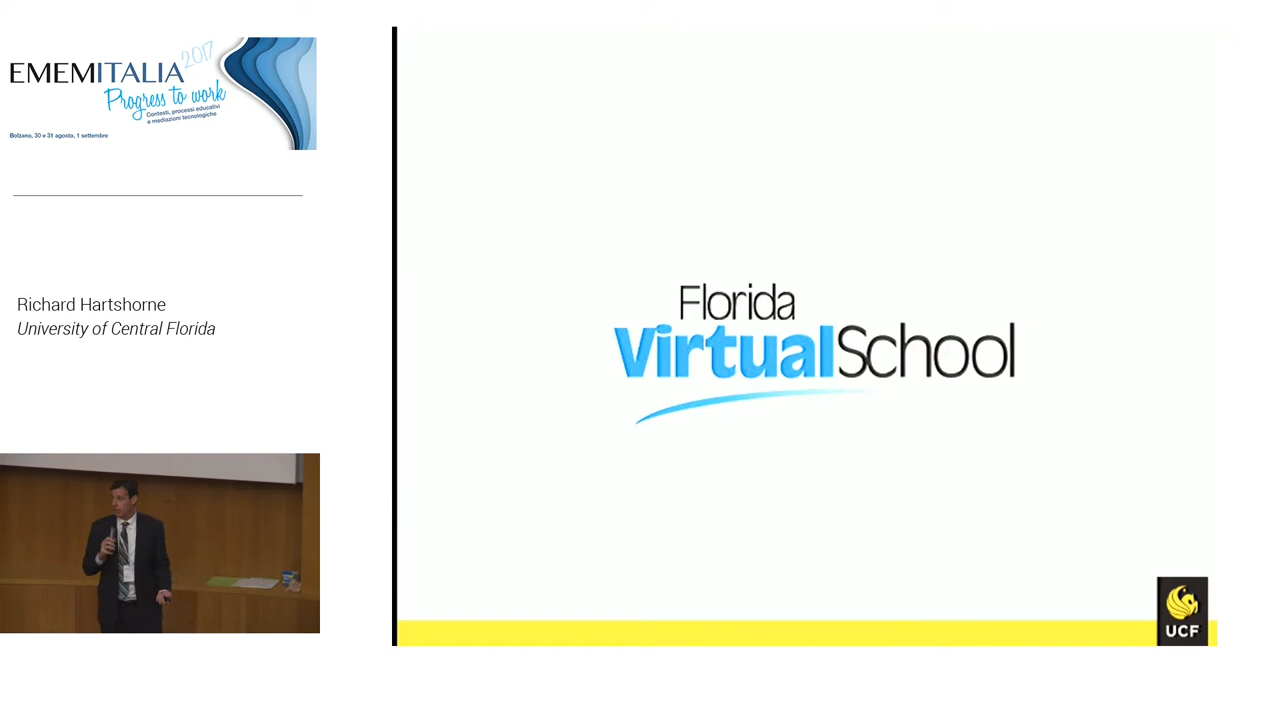 EMEMITALIA 2017
Progress to work
Contesti, processi educativi
e mediazioni tecnologiche
Bolzano, 30 e 31 agosto, 1 settembre
Richard Hartshorne
University of Central Florida
Florida
VirtualSchool
UCF